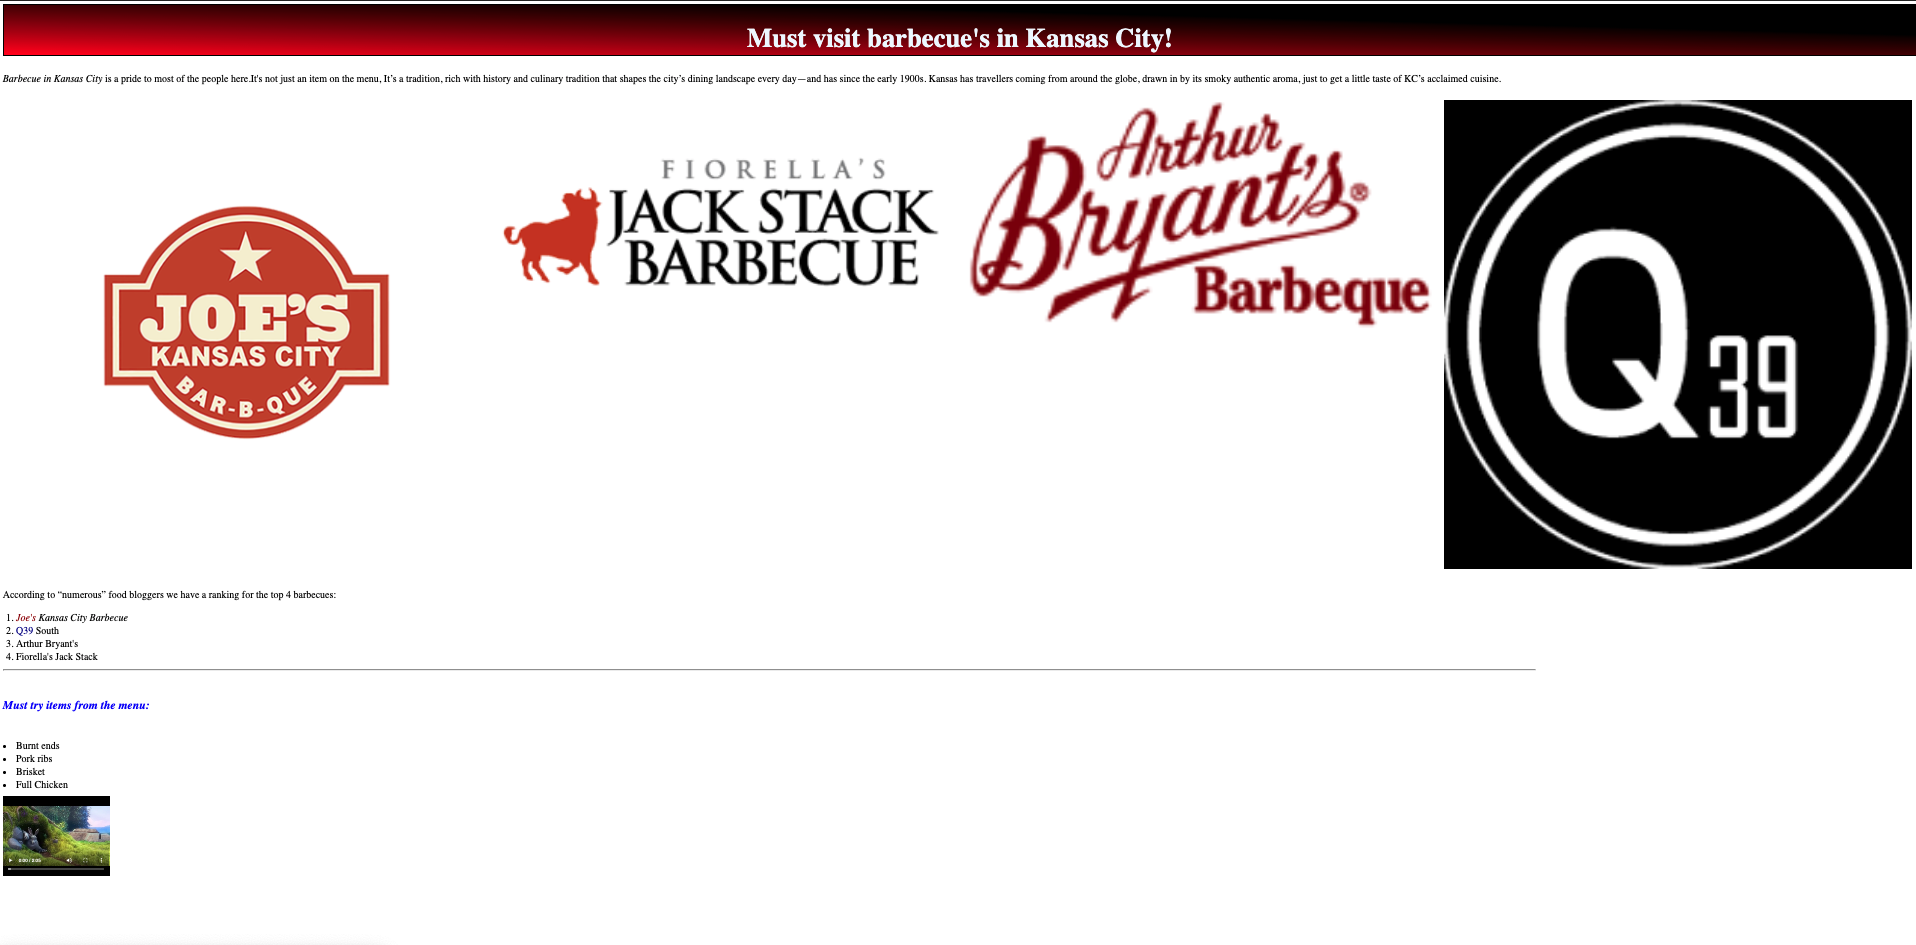 Must visit barbecue's in Kansas City!
Barbecue in Kansas City is a pride to most of the people here.It's not just an item on the menu, It’s a tradition, rich with history and culinary tradition that shapes the city’s dining landscape every day—and has since the early 1900s. Kansas has travellers coming from around the globe, drawn in by its smoky authentic aroma, just to get a little taste of KC’s acclaimed cuisine.
JOE'S
KANSAS CITY
BAR-B-QUE
FIORELLA'S
JACK STACK
BARBECUE
Arthur
Bryant's®
Barbeque
Q39
According to “numerous” food bloggers we have a ranking for the top 4 barbecues:
1. Joe's Kansas City Barbecue
2. Q39 South
3. Arthur Bryant's
4. Fiorella's Jack Stack
Must try items from the menu:
• Burnt ends
• Pork ribs
• Brisket
• Full Chicken